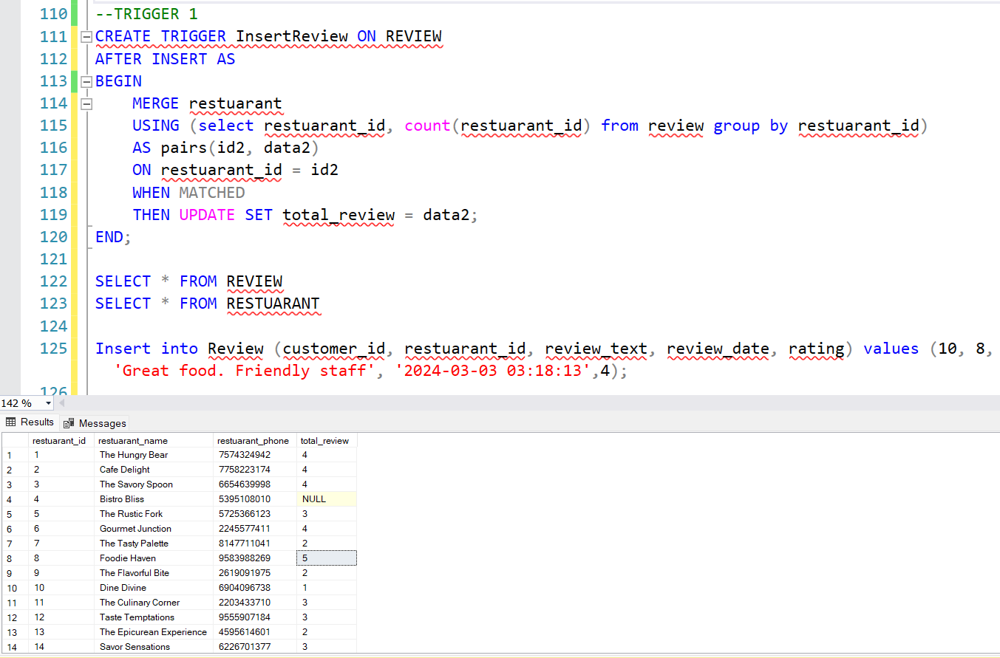 110 --TRIGGER 1
111 CREATE TRIGGER InsertReview ON REVIEW
112 AFTER INSERT AS
113 BEGIN
114 MERGE restuarant
115 USING (select restuarant_id, count(restuarant_id) from review group by restuarant_id)
116 AS pairs(id2, data2)
117 ON restuarant_id = id2
118 WHEN MATCHED
119 THEN UPDATE SET total_review = data2;
120 END;
121
122 SELECT * FROM REVIEW
123 SELECT * FROM RESTUARANT
124
125 Insert into Review (customer_id, restuarant_id, review_text, review_date, rating) values (10, 8,
'Great food. Friendly staff', '2024-03-03 03:18:13',4);
126
142 %
Results Messages
restuarant_id restuarant_name restuarant_phone total_review
1 1 The Hungry Bear 7574324942 4
2 2 Cafe Delight 7758223174 4
3 3 The Savory Spoon 6654639998 4
4 4 Bistro Bliss 5395108010 NULL
5 5 The Rustic Fork 5725366123 3
6 6 Gourmet Junction 2245577411 4
7 7 The Tasty Palette 8147711041 2
8 8 Foodie Haven 9583988269 5
9 9 The Flavorful Bite 2619091975 2
10 10 Dine Divine 6904096738 1
11 11 The Culinary Corner 2203433710 3
12 12 Taste Temptations 9555907184 3
13 13 The Epicurean Experience 4595614601 2
14 14 Savor Sensations 6226701377 3